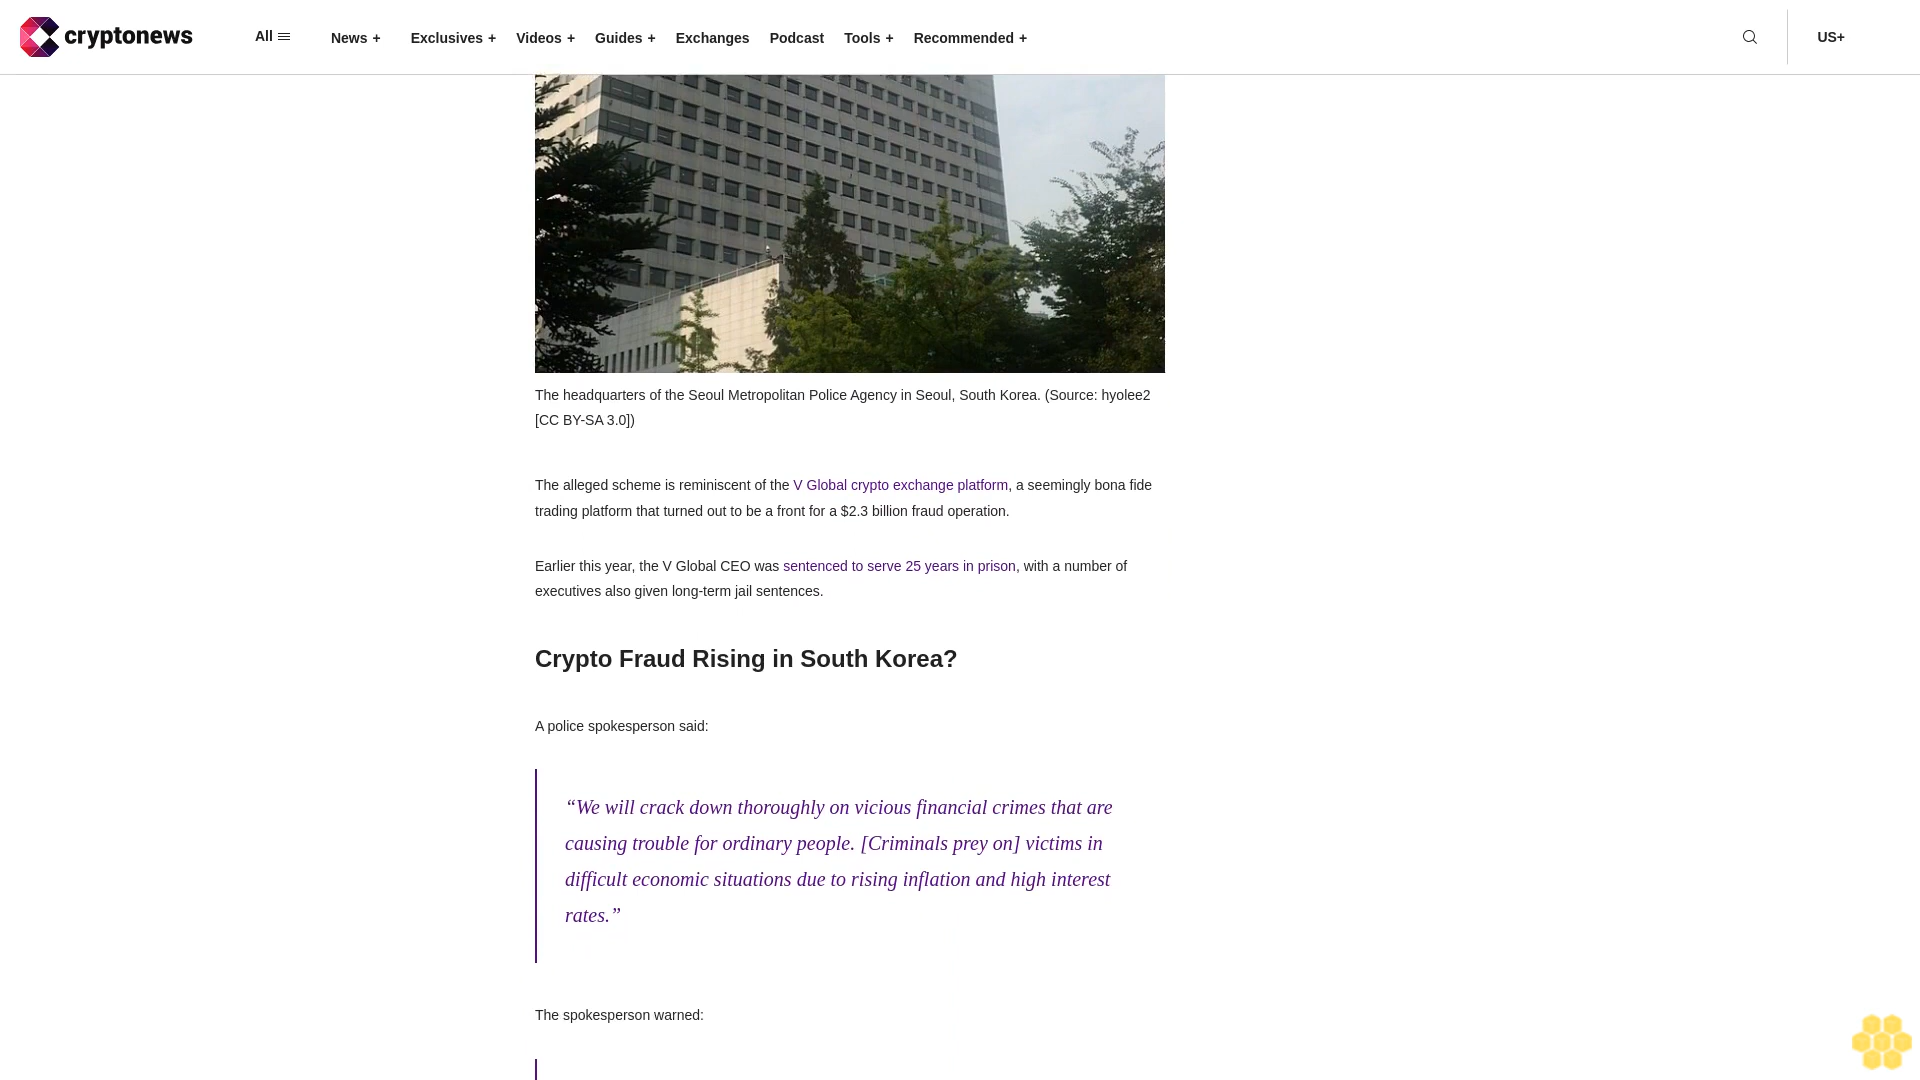 cryptonews
All
News +
Exclusives +
Videos +
Guides +
Exchanges
Podcast
Tools +
Recommended +
US+
The headquarters of the Seoul Metropolitan Police Agency in Seoul, South Korea. (Source: hyolee2
[CC BY-SA 3.0])
The alleged scheme is reminiscent of the V Global crypto exchange platform, a seemingly bona fide
trading platform that turned out to be a front for a $2.3 billion fraud operation.
Earlier this year, the V Global CEO was sentenced to serve 25 years in prison, with a number of
executives also given long-term jail sentences.
Crypto Fraud Rising in South Korea?
A police spokesperson said:
“We will crack down thoroughly on vicious financial crimes that are
causing trouble for ordinary people. [Criminals prey on] victims in
difficult economic situations due to rising inflation and high interest
rates.”
The spokesperson warned: